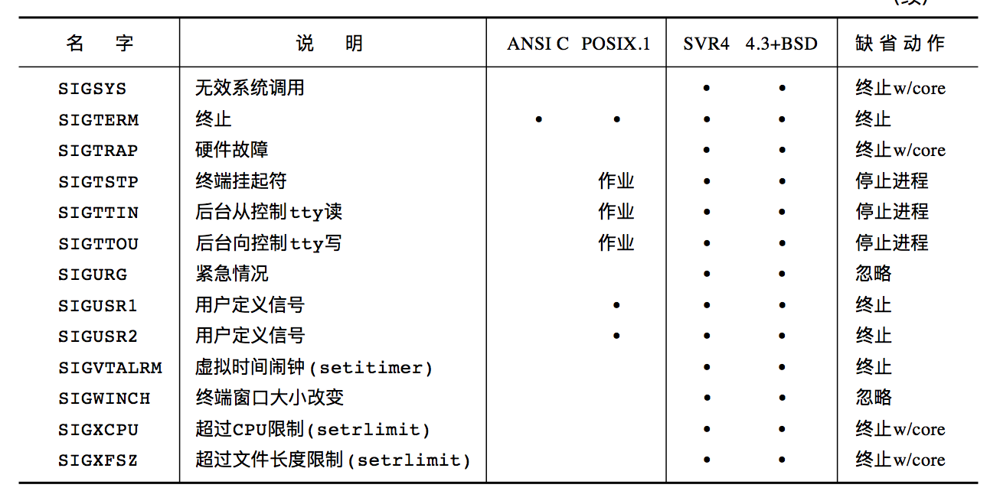 (续)
名 字 说 明 ANSI C POSIX.1 SVR4 4.3+BSD 缺省动作
SIGSYS 无效系统调用 • • 终止w/core
SIGTERM 终止 • • • • 终止
SIGTRAP 硬件故障 • • 终止w/core
SIGTSTP 终端挂起符 作业 • • 停止进程
SIGTTIN 后台从控制tty读 作业 • • 停止进程
SIGTTOU 后台向控制tty写 作业 • • 停止进程
SIGURG 紧急情况 • • 忽略
SIGUSR1 用户定义信号 • • • 终止
SIGUSR2 用户定义信号 • • • 终止
SIGVTALRM 虚拟时间闹钟(setitimer) • • 终止
SIGWINCH 终端窗口大小改变 • • 忽略
SIGXCPU 超过CPU限制(setrlimit) • • 终止w/core
SIGXFSZ 超过文件长度限制(setrlimit) • • 终止w/core